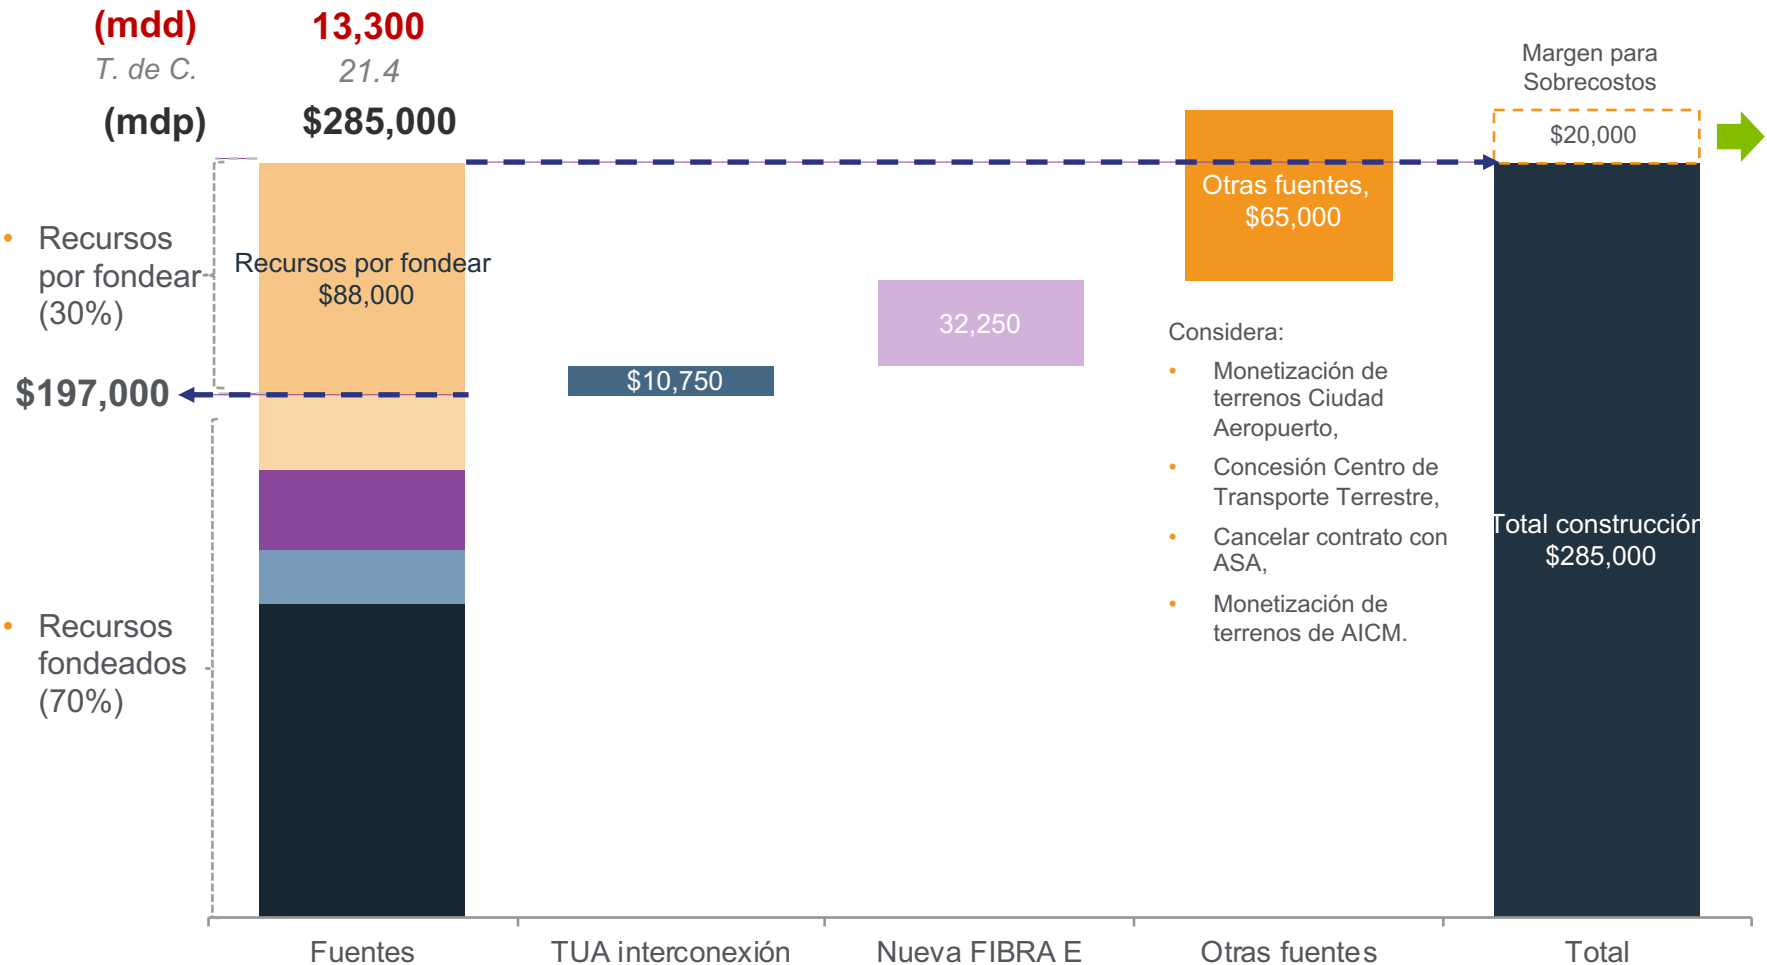 (mdd) 13,300
T. de C. 21.4
(mdp) $285,000
Margen para
Sobrecostos
$20,000
• Recursos
por fondear
(30%)
Recursos por fondear
$88,000
Otras fuentes,
$65,000
32,250
$10,750
$197,000
Considera:
• Monetización de
terrenos Ciudad
Aeropuerto,
• Concesión Centro de
Transporte Terrestre,
• Cancelar contrato con
ASA,
• Monetización de
terrenos de AICM.
Total construcción
$285,000
• Recursos
fondeados
(70%)
Fuentes
TUA interconexión
Nueva FIBRA E
Otras fuentes
Total